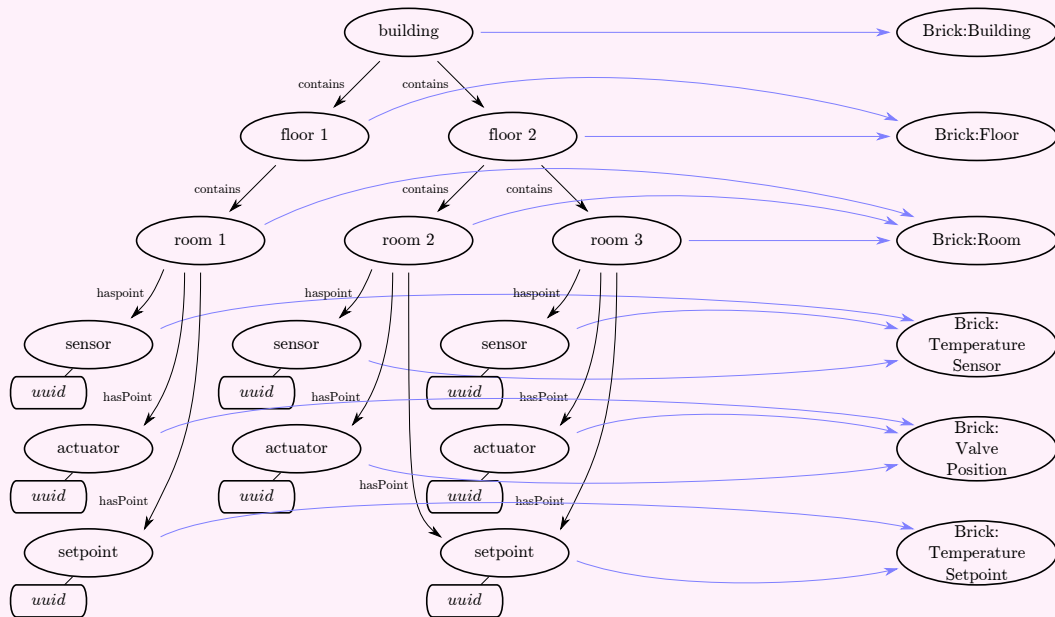 building
Brick:Building
contains
contains
floor 1
floor 2
Brick:Floor
contains
contains
contains
room 1
room 2
room 3
Brick:Room
haspoint
haspoint
haspoint
sensor
sensor
sensor
Brick:
Temperature
Sensor
uuid
uuid
uuid
hasPoint
hasPoint
hasPoint
actuator
actuator
actuator
Brick:
Valve
Position
uuid
uuid
uuid
hasPoint
hasPoint
hasPoint
setpoint
setpoint
Brick:
Temperature
Setpoint
uuid
uuid